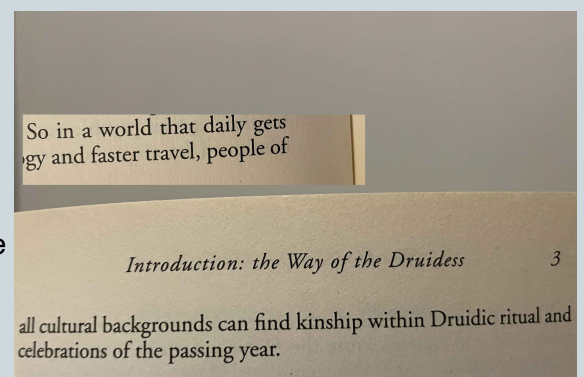 So in a world that daily gets
gy and faster travel, people of
e
Introduction: the Way of the Druidess 3
all cultural backgrounds can find kinship within Druidic ritual and
celebrations of the passing year.